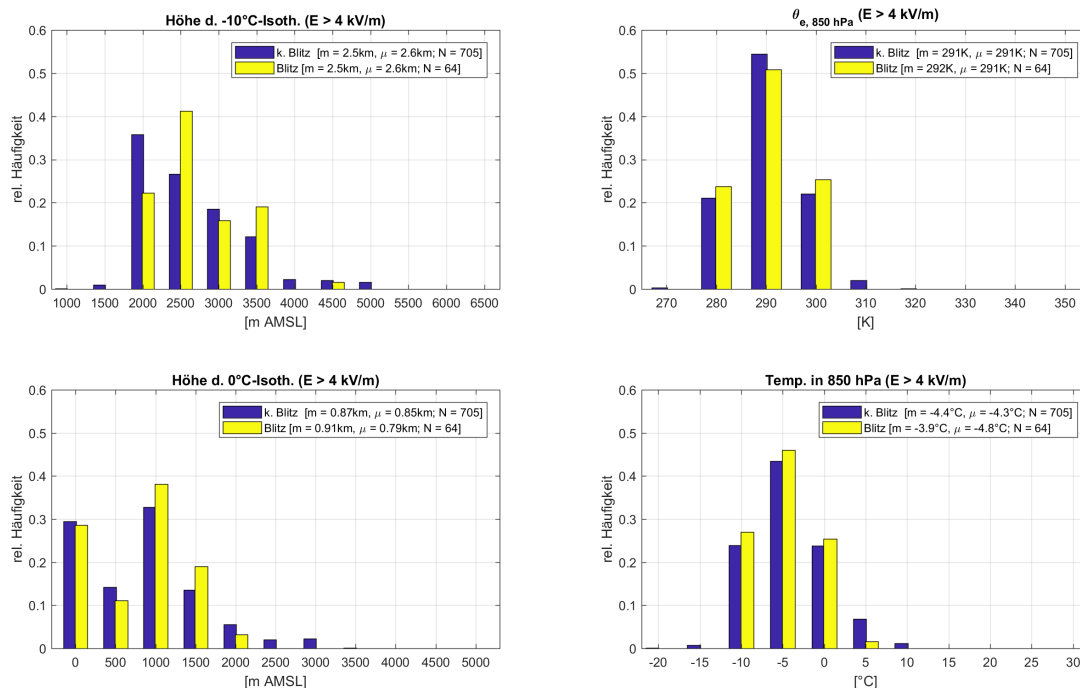 Höhe d. -10°C-Isoth. (E > 4 kV/m)
0.6
0.5
0.4
0.3
0.2
0.1
0
rel. Häufigkeit
k. Blitz [m = 2.5km, μ = 2.6km; N = 705]
Blitz [m = 2.5km, μ = 2.6km; N = 64]
1000 1500 2000 2500 3000 3500 4000 4500 5000 5500 6000 6500
[m AMSL]
θe, 850 hPa (E > 4 kV/m)
0.6
0.5
0.4
0.3
0.2
0.1
0
rel. Häufigkeit
k. Blitz [m = 291K, μ = 291K; N = 705]
Blitz [m = 292K, μ = 291K; N = 64]
270 280 290 300 310 320 330 340 350
[K]
Höhe d. 0°C-Isoth. (E > 4 kV/m)
0.6
0.5
0.4
0.3
0.2
0.1
0
rel. Häufigkeit
k. Blitz [m = 0.87km, μ = 0.85km; N = 705]
Blitz [m = 0.91km, μ = 0.79km; N = 64]
0 500 1000 1500 2000 2500 3000 3500 4000 4500 5000
[m AMSL]
Temp. in 850 hPa (E > 4 kV/m)
0.6
0.5
0.4
0.3
0.2
0.1
0
rel. Häufigkeit
k. Blitz [m = -4.4°C, μ = -4.3°C; N = 705]
Blitz [m = -3.9°C, μ = -4.8°C; N = 64]
-20 -15 -10 -5 0 5 10 15 20 25 30
[°C]